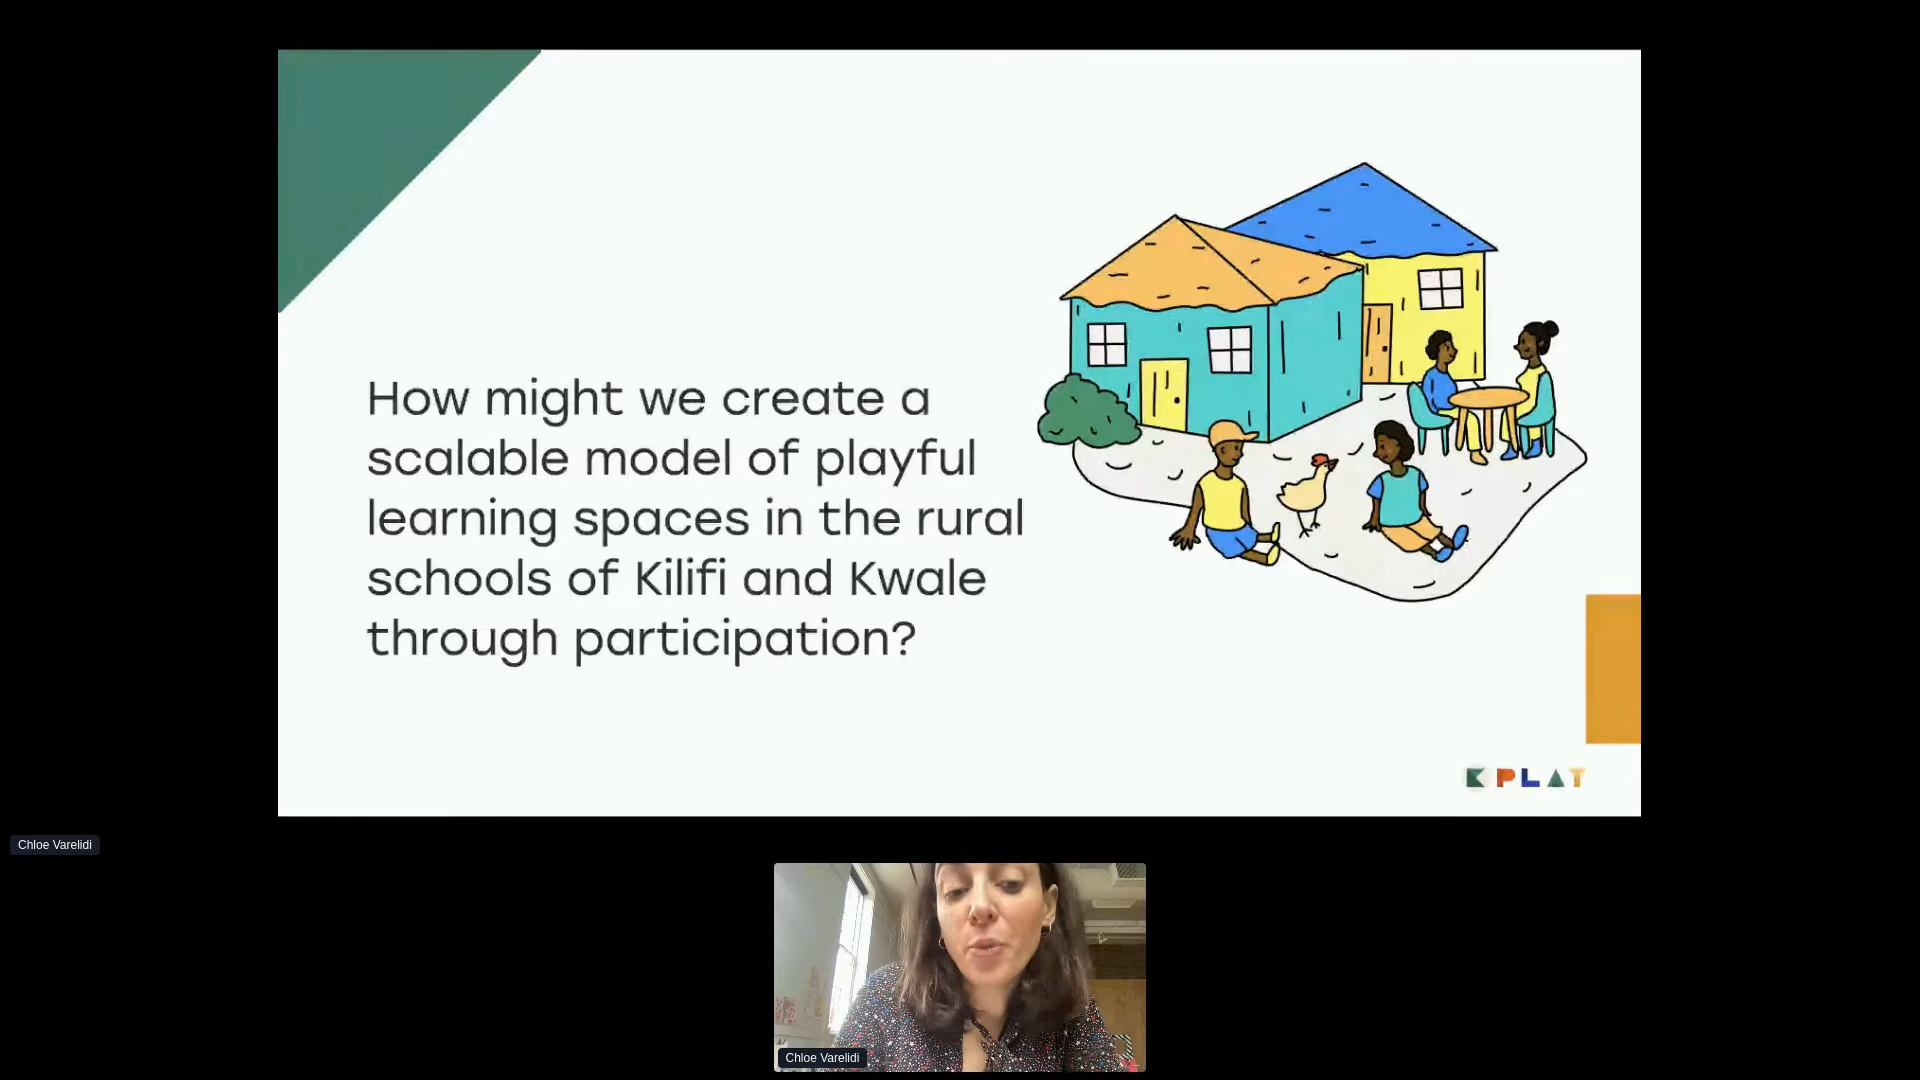 How might we create a
scalable model of playful
learning spaces in the rural
schools of Kilifi and Kwale
through participation?
KPLAT
Chloe Varelidi
Chloe Varelidi